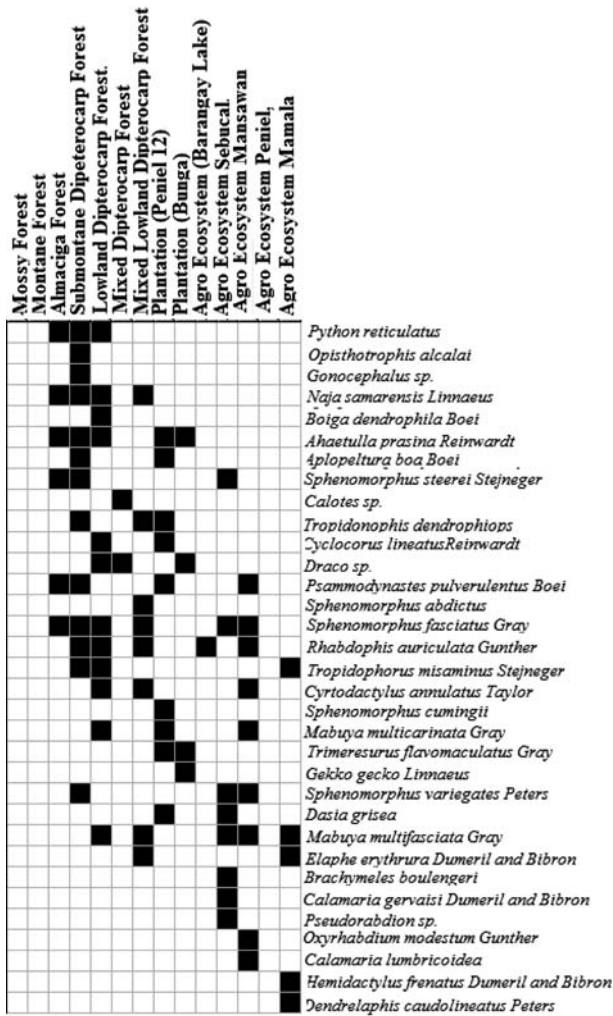 Mossy Forest
Montane Forest
Almaciga Forest
Submontane Dipeterocarp Forest
Lowland Dipterocarp Forest.
Mixed Dipterocarp Forest
Mixed Lowland Dipterocarp Forest
Plantation (Peniel 12)
Plantation (Bunga)
Agro Ecosystem (Barangay Lake)
Agro Ecosystem Sebucal.
Agro Ecosystem Mansawan
Agro Ecosystem Peniel,
Agro Ecosystem Mamala
Python reticulatus
Opisthotrophis alcalai
Gonocephalus sp.
Naja samarensis Linnaeus
Boiga dendrophila Boei
Ahaetulla prasina Reinwardt
Aplopeltura boa Boei
Sphenomorphus steerei Stejneger
Calotes sp.
Tropidonophis dendrophiops
Cyclocorus lineatusReinwardt
Draco sp.
Psammodynastes pulverulentus Boei
Sphenomorphus abdictus
Sphenomorphus fasciatus Gray
Rhabdophis auriculata Gunther
Tropidophorus misaminus Stejneger
Cyrtodactylus annulatus Taylor
Sphenomorphus cumingii
Mabuya multicarinata Gray
Trimeresurus flavomaculatus Gray
Gekko gecko Linnaeus
Sphenomorphus variegates Peters
Dasia grisea
Mabuya multifasciata Gray
Elaphe erythrura Dumeril and Bibron
Brachymeles boulengeri
Calamaria gervaisi Dumeril and Bibron
Pseudorabdion sp.
Oxyrhabdium modestum Gunther
Calamaria lumbricoidea
Hemidactylus frenatus Dumeril and Bibron
Dendrelaphis caudolineatus Peters